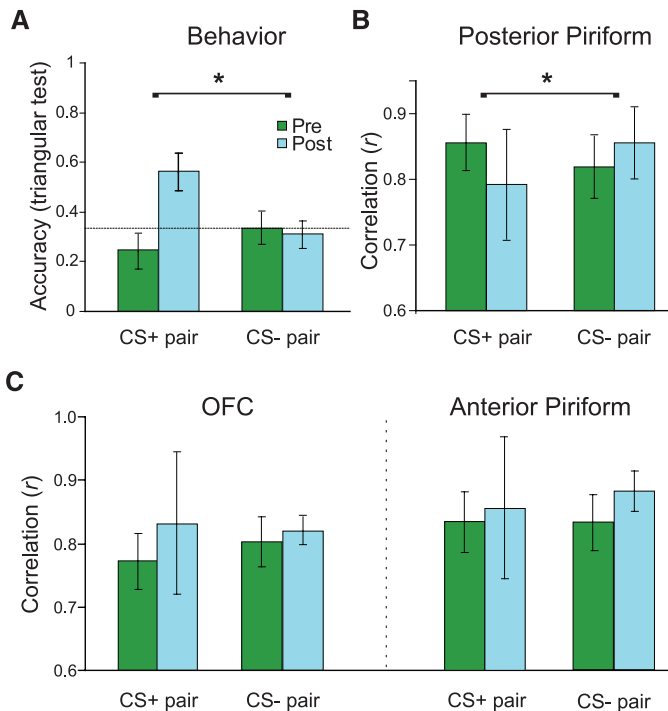 A
Behavior
Accuracy (triangular test)
1
0.8
0.6
0.4
0.2
0
*
Pre
Post
CS+ pair CS- pair
B
Posterior Piriform
Correlation (r)
0.9
0.8
0.7
0.6
*
CS+ pair CS- pair
C
OFC Anterior Piriform
Correlation (r)
1.0
0.9
0.8
0.7
0.6
CS+ pair CS- pair CS+ pair CS- pair